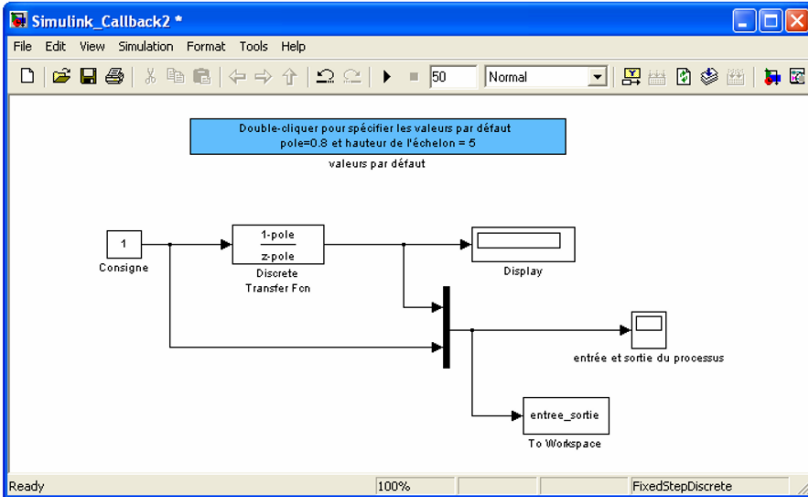 Simulink_Callback2 *
File Edit View Simulation Format Tools Help
50 Normal
Double-cliquer pour spécifier les valeurs par défaut
pole=0.8 et hauteur de l'échelon = 5
valeurs par défaut
1
Consigne
1-pole
z-pole
Discrete
Transfer Fcn
Display
entrée et sortie du processus
entree_sortie
To Workspace
Ready 100% FixedStepDiscrete